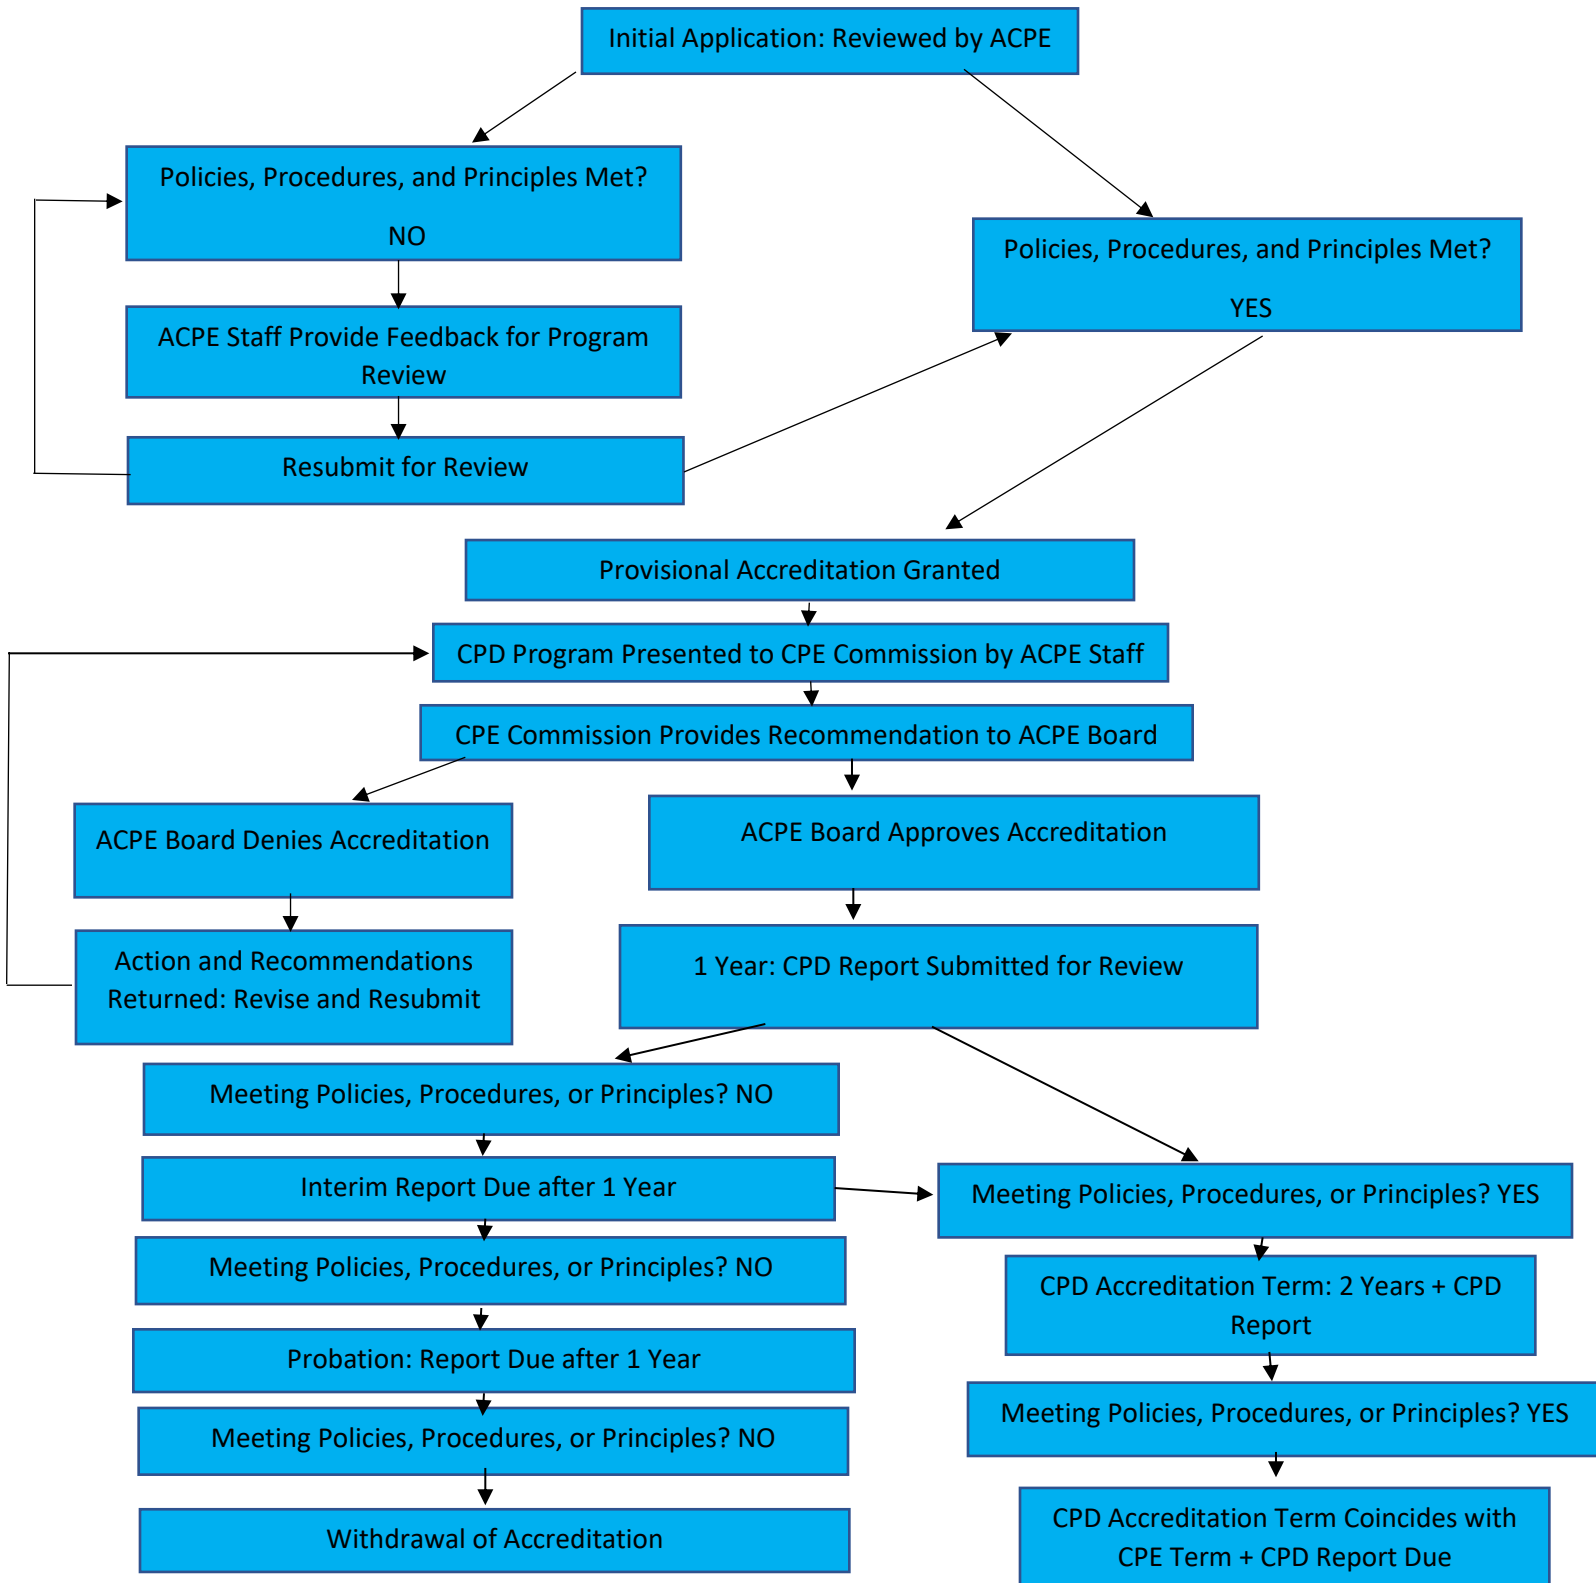 Initial Application: Reviewed by ACPE
Policies, Procedures, and Principles Met?
NO
Policies, Procedures, and Principles Met?
YES
ACPE Staff Provide Feedback for Program
Review
Resubmit for Review
Provisional Accreditation Granted
CPD Program Presented to CPE Commission by ACPE Staff
CPE Commission Provides Recommendation to ACPE Board
ACPE Board Denies Accreditation
ACPE Board Approves Accreditation
Action and Recommendations
Returned: Revise and Resubmit
1 Year: CPD Report Submitted for Review
Meeting Policies, Procedures, or Principles? NO
Interim Report Due after 1 Year
Meeting Policies, Procedures, or Principles? YES
Meeting Policies, Procedures, or Principles? NO
CPD Accreditation Term: 2 Years + CPD
Report
Probation: Report Due after 1 Year
Meeting Policies, Procedures, or Principles? YES
Meeting Policies, Procedures, or Principles? NO
Withdrawal of Accreditation
CPD Accreditation Term Coincides with
CPE Term + CPD Report Due